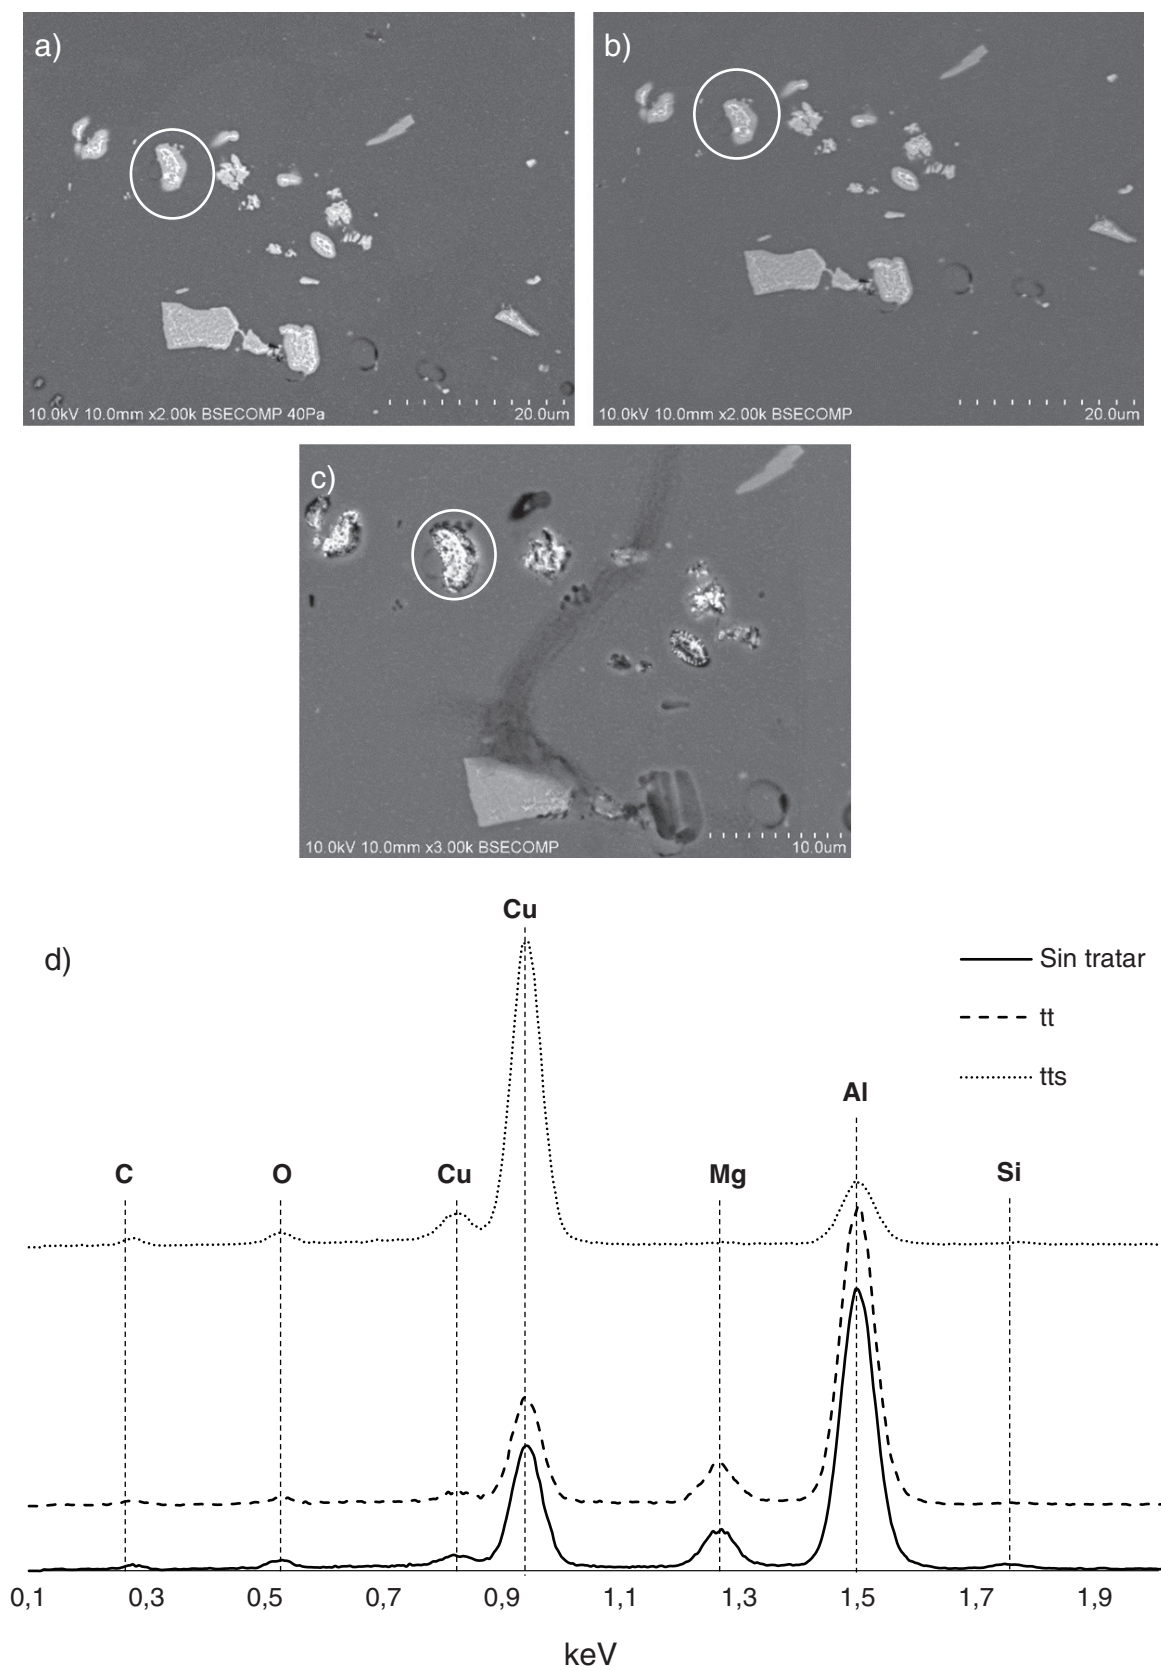 a)
10.0kV 10.0mm x2.00k BSECOMP 40Pa
20.0um
b)
10.0kV 10.0mm x2.00k BSECOMP
20.0um
c)
10.0kV 10.0mm x3.00k BSECOMP
10.0um
d)
Cu
Sin tratar
tt
tts
Al
C
O
Cu
Mg
Si
0,1 0,3 0,5 0,7 0,9 1,1 1,3 1,5 1,7 1,9
keV